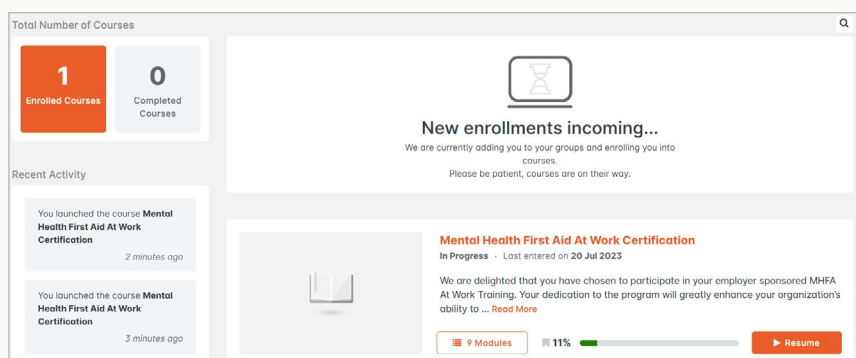 Total Number of Courses
1
Enrolled Courses
0
Completed
Courses
New enrollments incoming...
We are currently adding you to your groups and enrolling you into
courses.
Please be patient, courses are on their way.
Recent Activity
You launched the course Mental
Health First Aid At Work
Certification
2 minutes ago
You launched the course Mental
Health First Aid At Work
Certification
3 minutes ago
Mental Health First Aid At Work Certification
In Progress · Last entered on 20 Jul 2023
We are delighted that you have chosen to participate in your employer sponsored MHFA
At Work Training. Your dedication to the program will greatly enhance your organization's
ability to ... Read More
9 Modules
11%
Resume